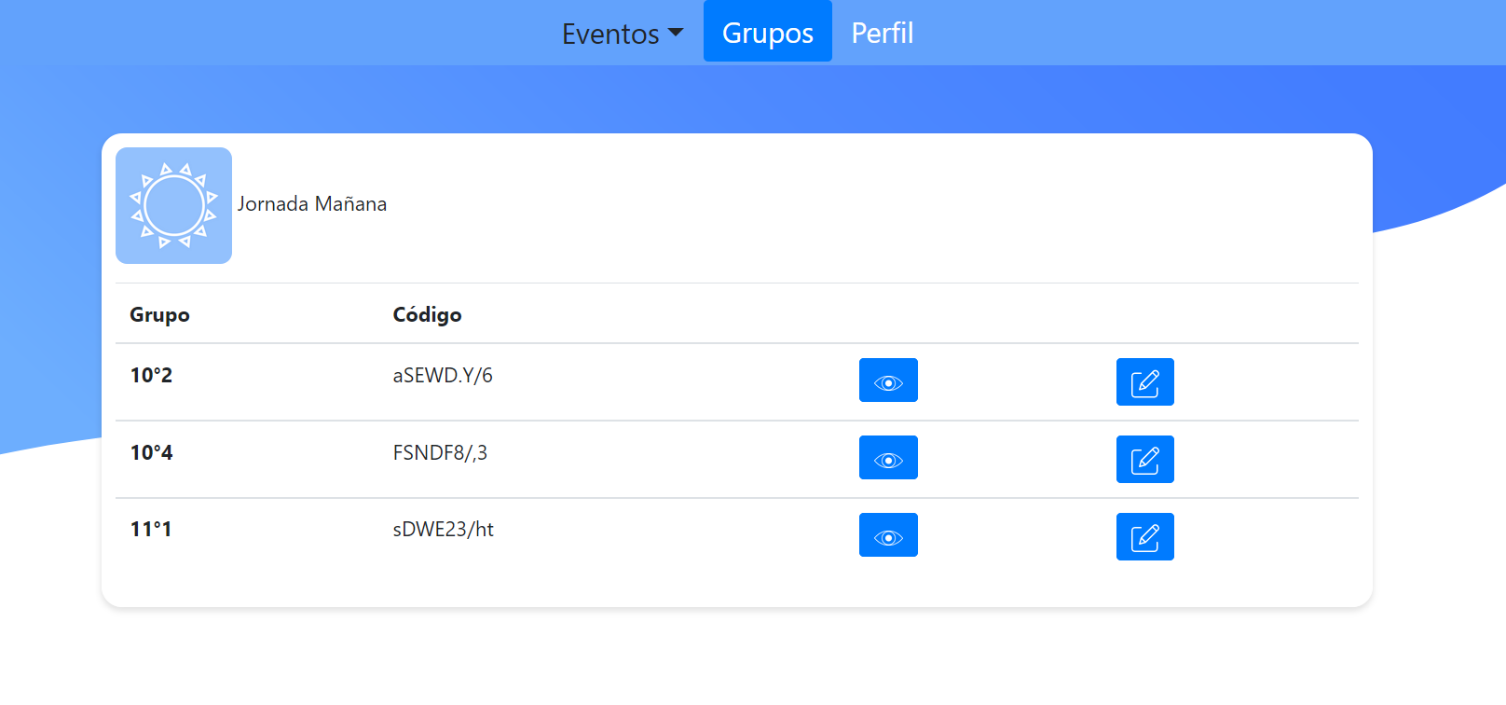 Eventos Grupos Perfil
Jornada Mañana
Grupo Código
10°2 aSEWD.Y/6
10°4 FSNDF8/,3
11°1 sDWE23/ht